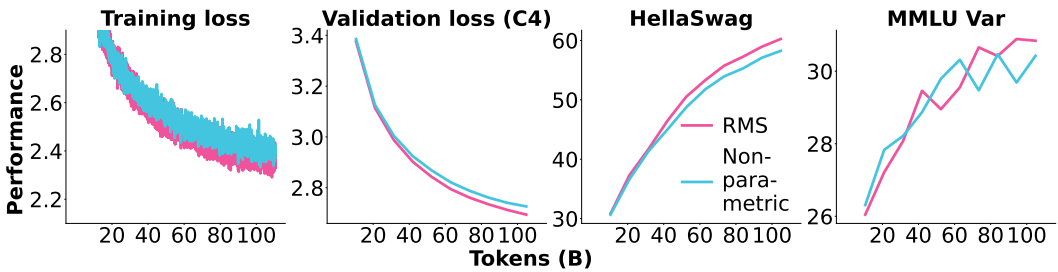 Training loss
Validation loss (C4)
HellaSwag
MMLU Var
Performance
2.8
2.6
2.4
2.2
20 40 60 80 100
3.4
3.2
3.0
2.8
20 40 60 80 100
60
50
40
30
20 40 60 80 100
RMS
Non-
para-
metric
30
28
26
20 40 60 80 100
Tokens (B)